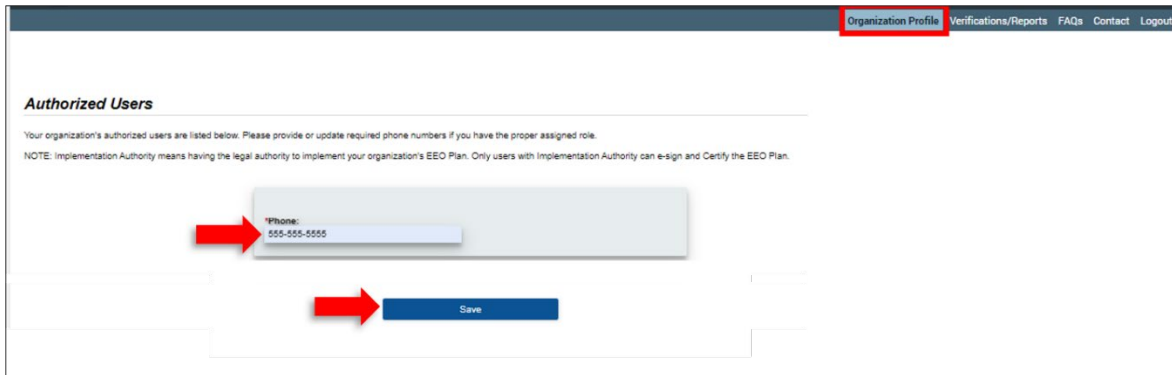 Organization Profile Verifications/Reports FAQs Contact Logout
Authorized Users
Your organization's authorized users are listed below. Please provide or update required phone numbers if you have the proper assigned role.
NOTE: Implementation Authority means having the legal authority to implement your organization's EEO Plan. Only users with Implementation Authority can e-sign and Certify the EEO Plan.
*Phone:
555-555-5555
Save